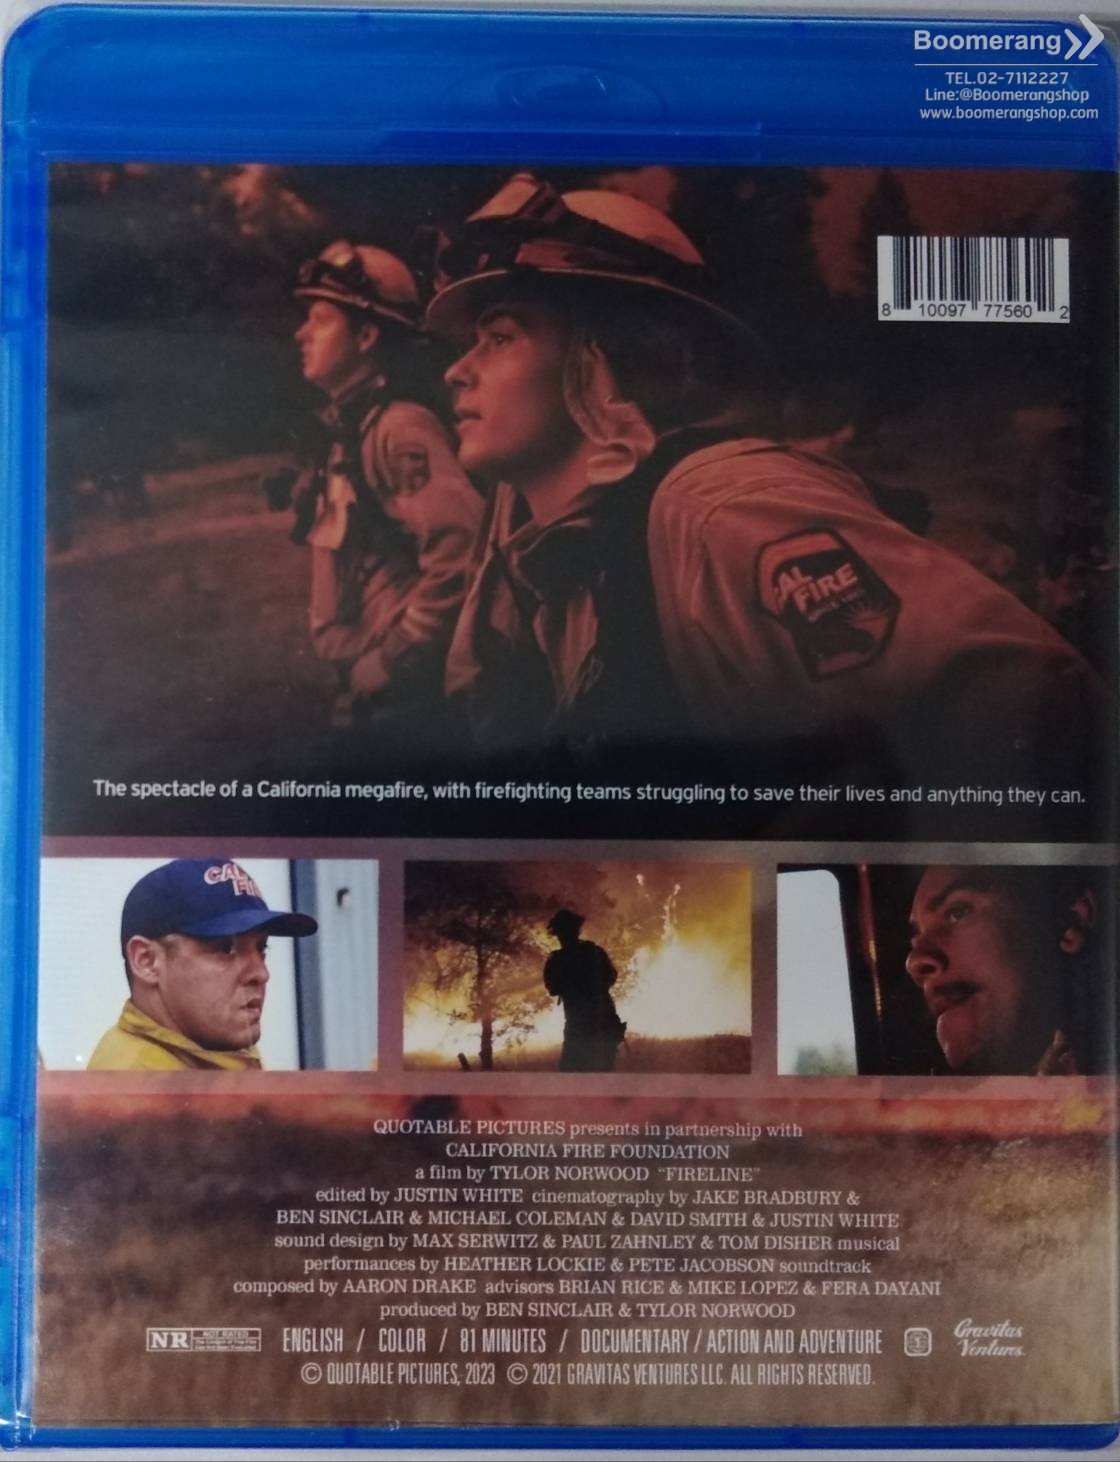 Boomerang
TEL.02-7112227
Line:@Boomerangshop
www.boomerangshop.com
8 10097 77560 2
CAL
FIRE
The spectacle of a California megafire, with firefighting teams struggling to save their lives and anything they can.
CAL
FI
QUOTABLE PICTURES presents in partnership with
CALIFORNIA FIRE FOUNDATION
a film by TYLOR NORWOOD "FIRELINE"
edited by JUSTIN WHITE cinematography by JAKE BRADBURY &
BEN SINCLAIR & MICHAEL COLEMAN & DAVID SMITH & JUSTIN WHITE
sound design by MAX SERWITZ & PAUL ZAHNLEY & TOM DISHER musical
performances by HEATHER LOCKIE & PETE JACOBSON soundtrack
composed by AARON DRAKE advisors BRIAN RICE & MIKE LOPEZ & FERA DAYANI
produced by BEN SINCLAIR & TYLOR NORWOOD
NR NOT RATED ENGLISH / COLOR / 81 MINUTES / DOCUMENTARY / ACTION AND ADVENTURE Gravitas Ventures
© QUOTABLE PICTURES, 2023 © 2021 GRAVITAS VENTURES LLC. ALL RIGHTS RESERVED.